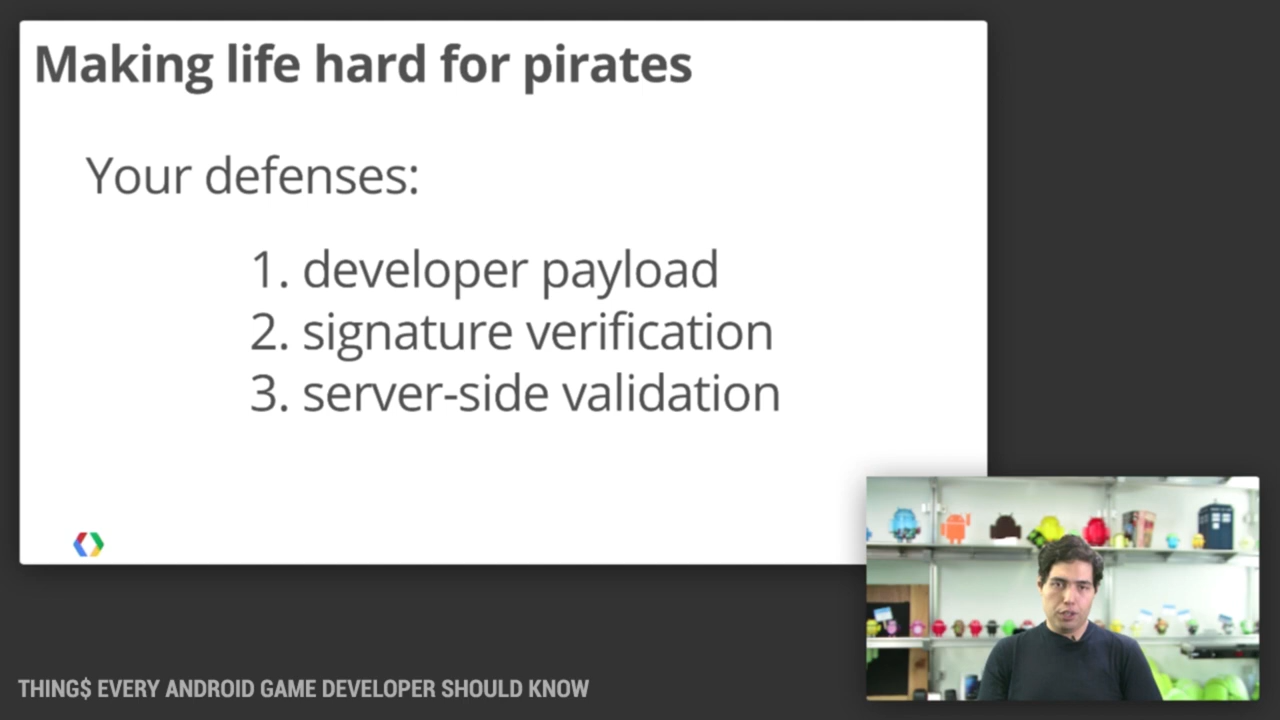 Making life hard for pirates
Your defenses:
1. developer payload
2. signature verification
3. server-side validation
THING$ EVERY ANDROID GAME DEVELOPER SHOULD KNOW